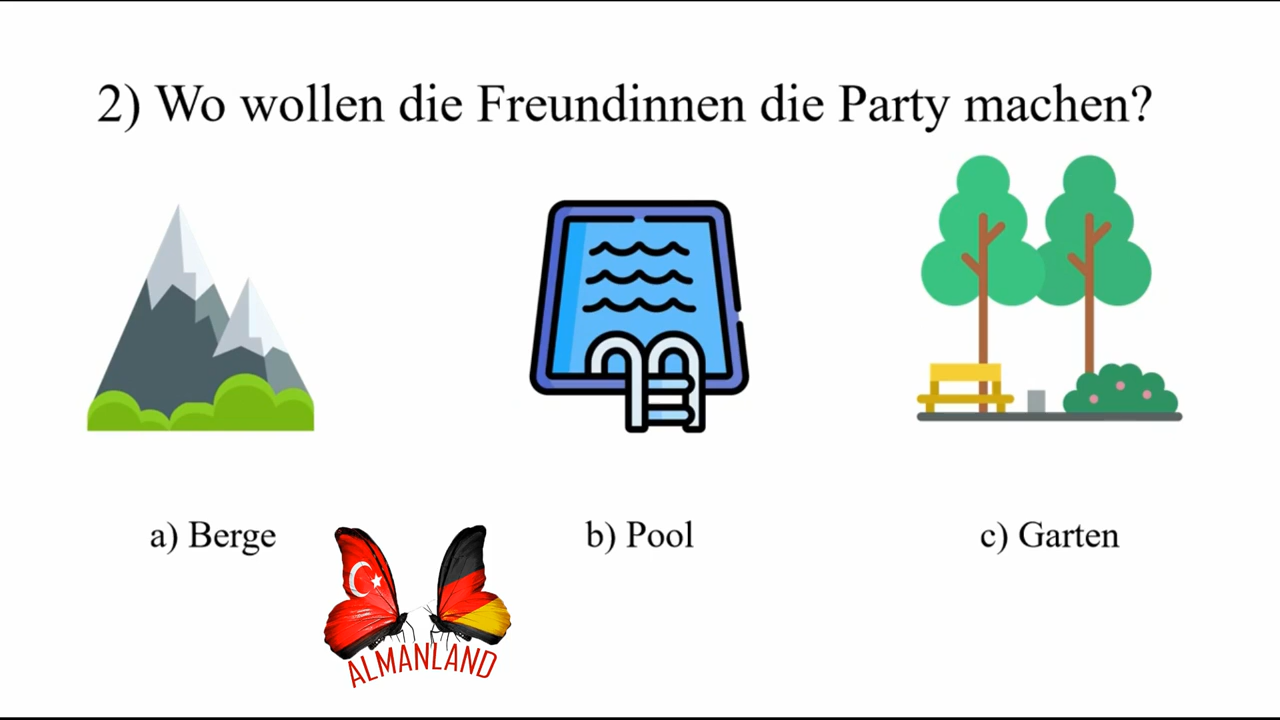 2) Wo wollen die Freundinnen die Party machen?
a) Berge
b) Pool
c) Garten
ALMANLAND